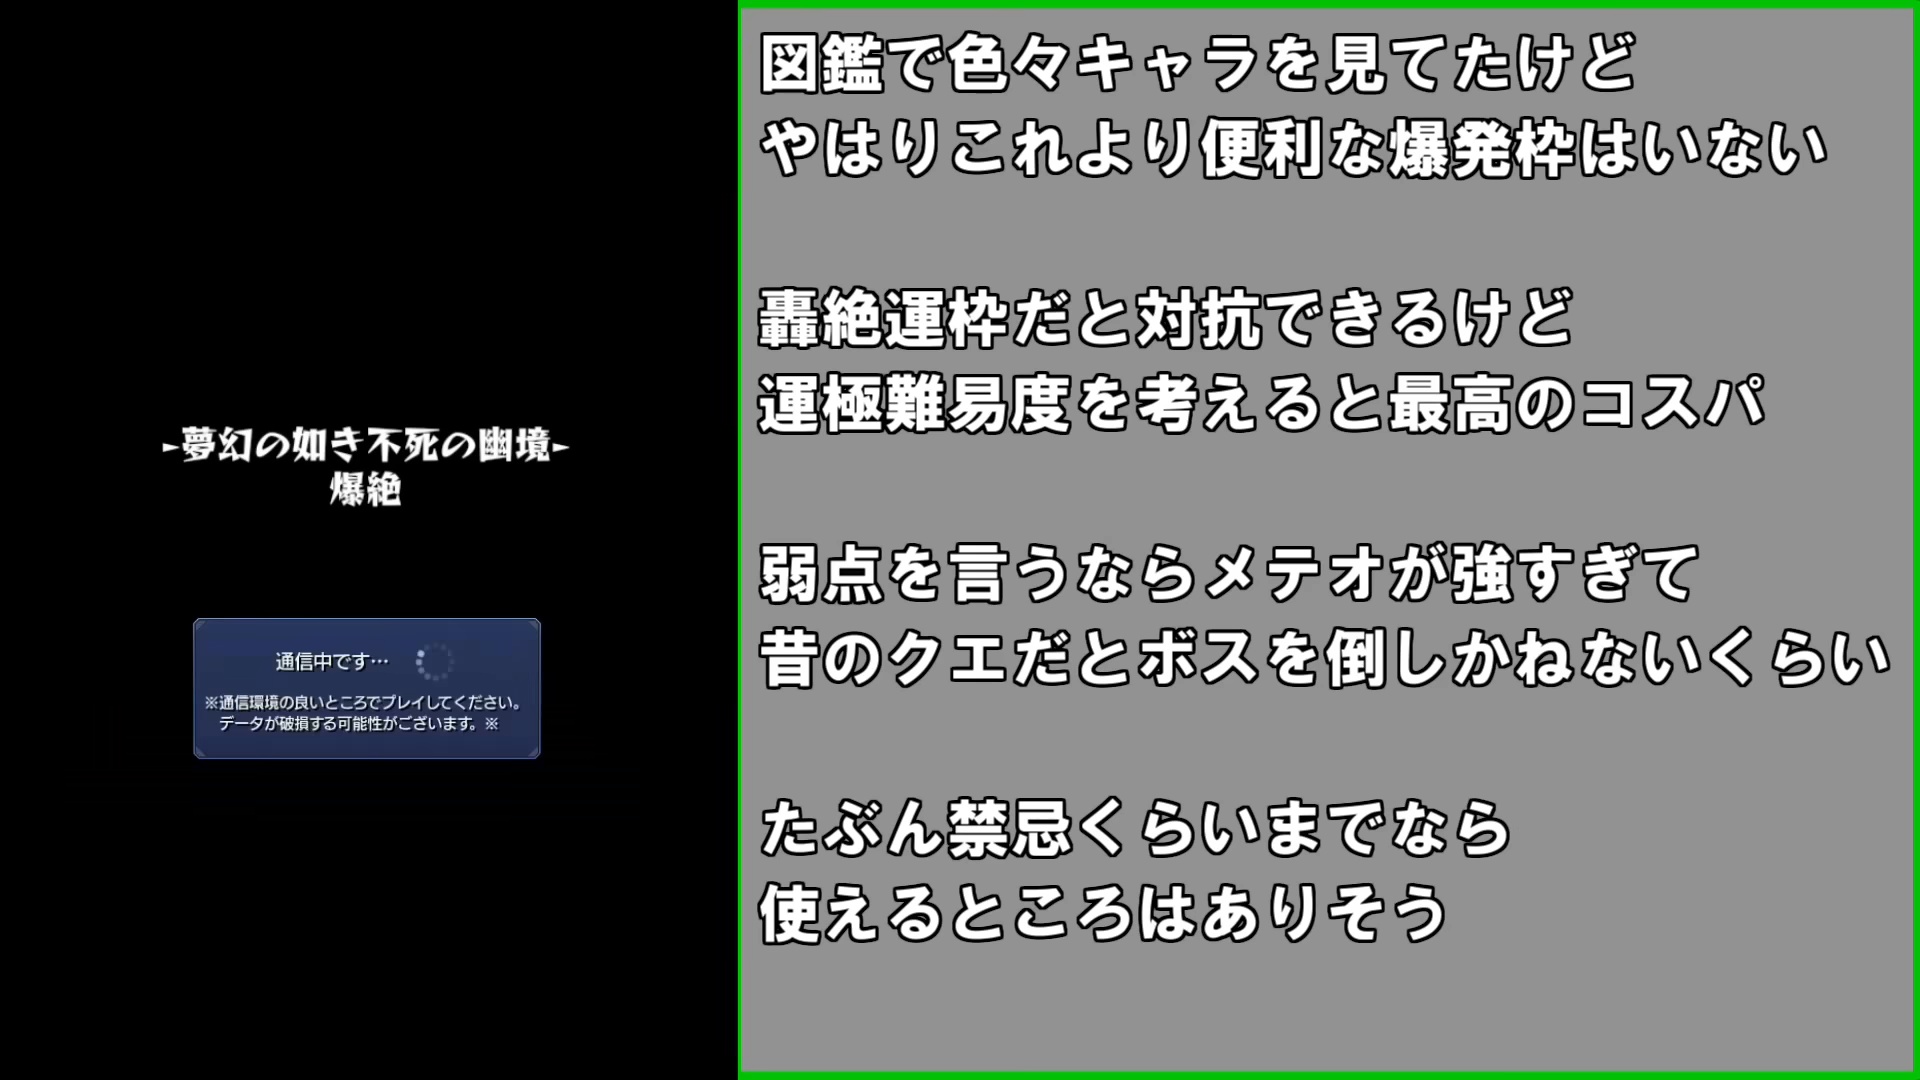 -夢幻の如き不死の幽境-
爆絶
通信中です…
※通信環境の良いところでプレイしてください。
データが破損する可能性がございます。※
図鑑で色々キャラを見てたけど
やはりこれより便利な爆発枠はいない
轟絶運枠だと対抗できるけど
運極難易度を考えると最高のコスパ
弱点を言うならメテオが強すぎて
昔のクエだとボスを倒しかねないくらい
たぶん禁忌くらいまでなら
使えるところはありそう